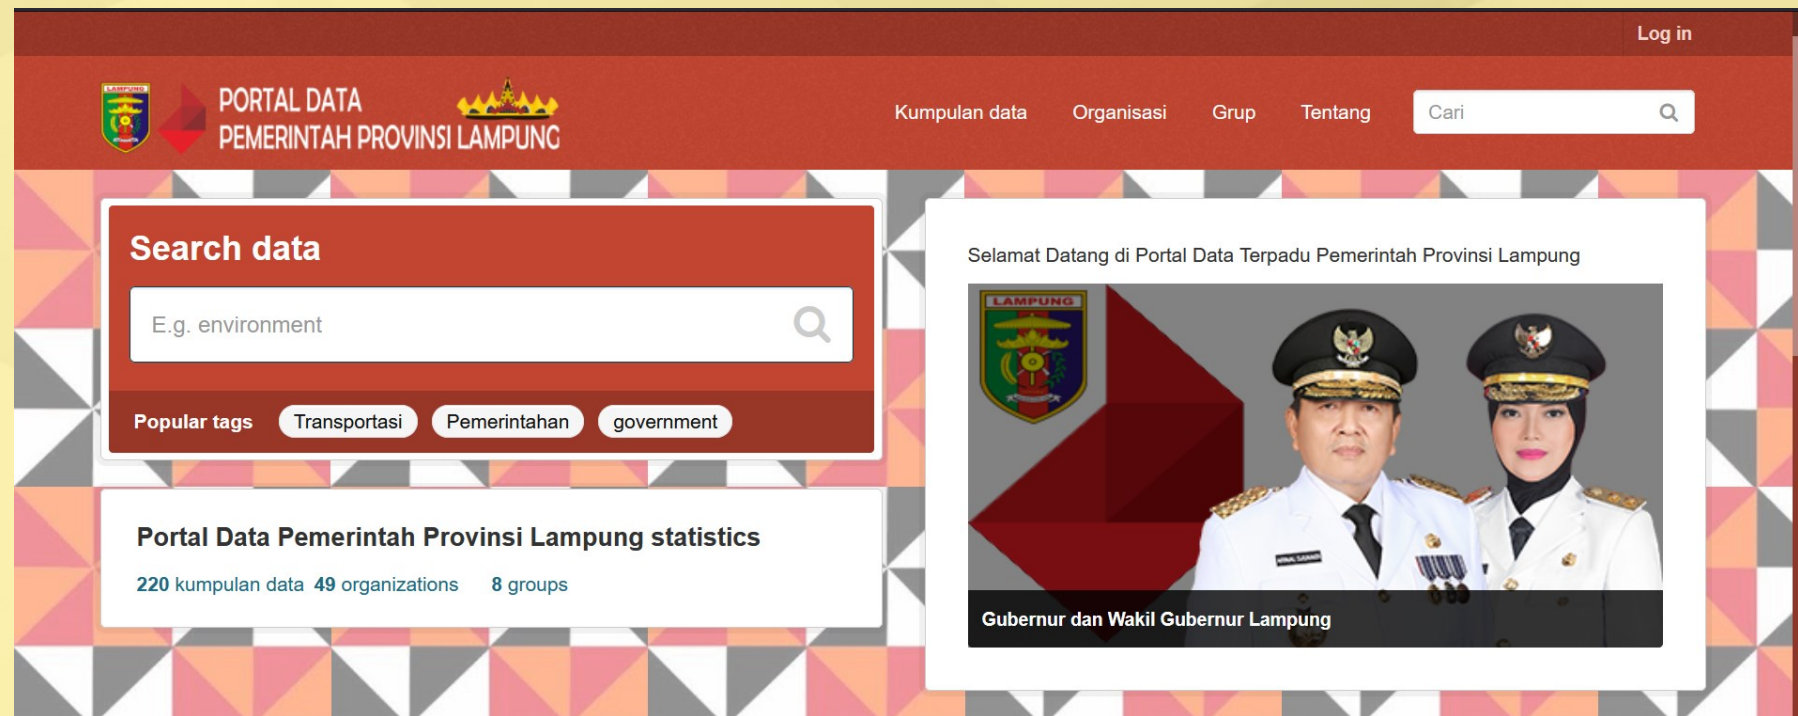 Log in
LAMPUNG
PORTAL DATA
PEMERINTAH PROVINSI LAMPUNG
Kumpulan data Organisasi Grup Tentang Cari
Search data
E.g. environment
Popular tags Transportasi Pemerintahan government
Portal Data Pemerintah Provinsi Lampung statistics
220 kumpulan data 49 organizations 8 groups
Selamat Datang di Portal Data Terpadu Pemerintah Provinsi Lampung
LAMPUNG
Gubernur dan Wakil Gubernur Lampung